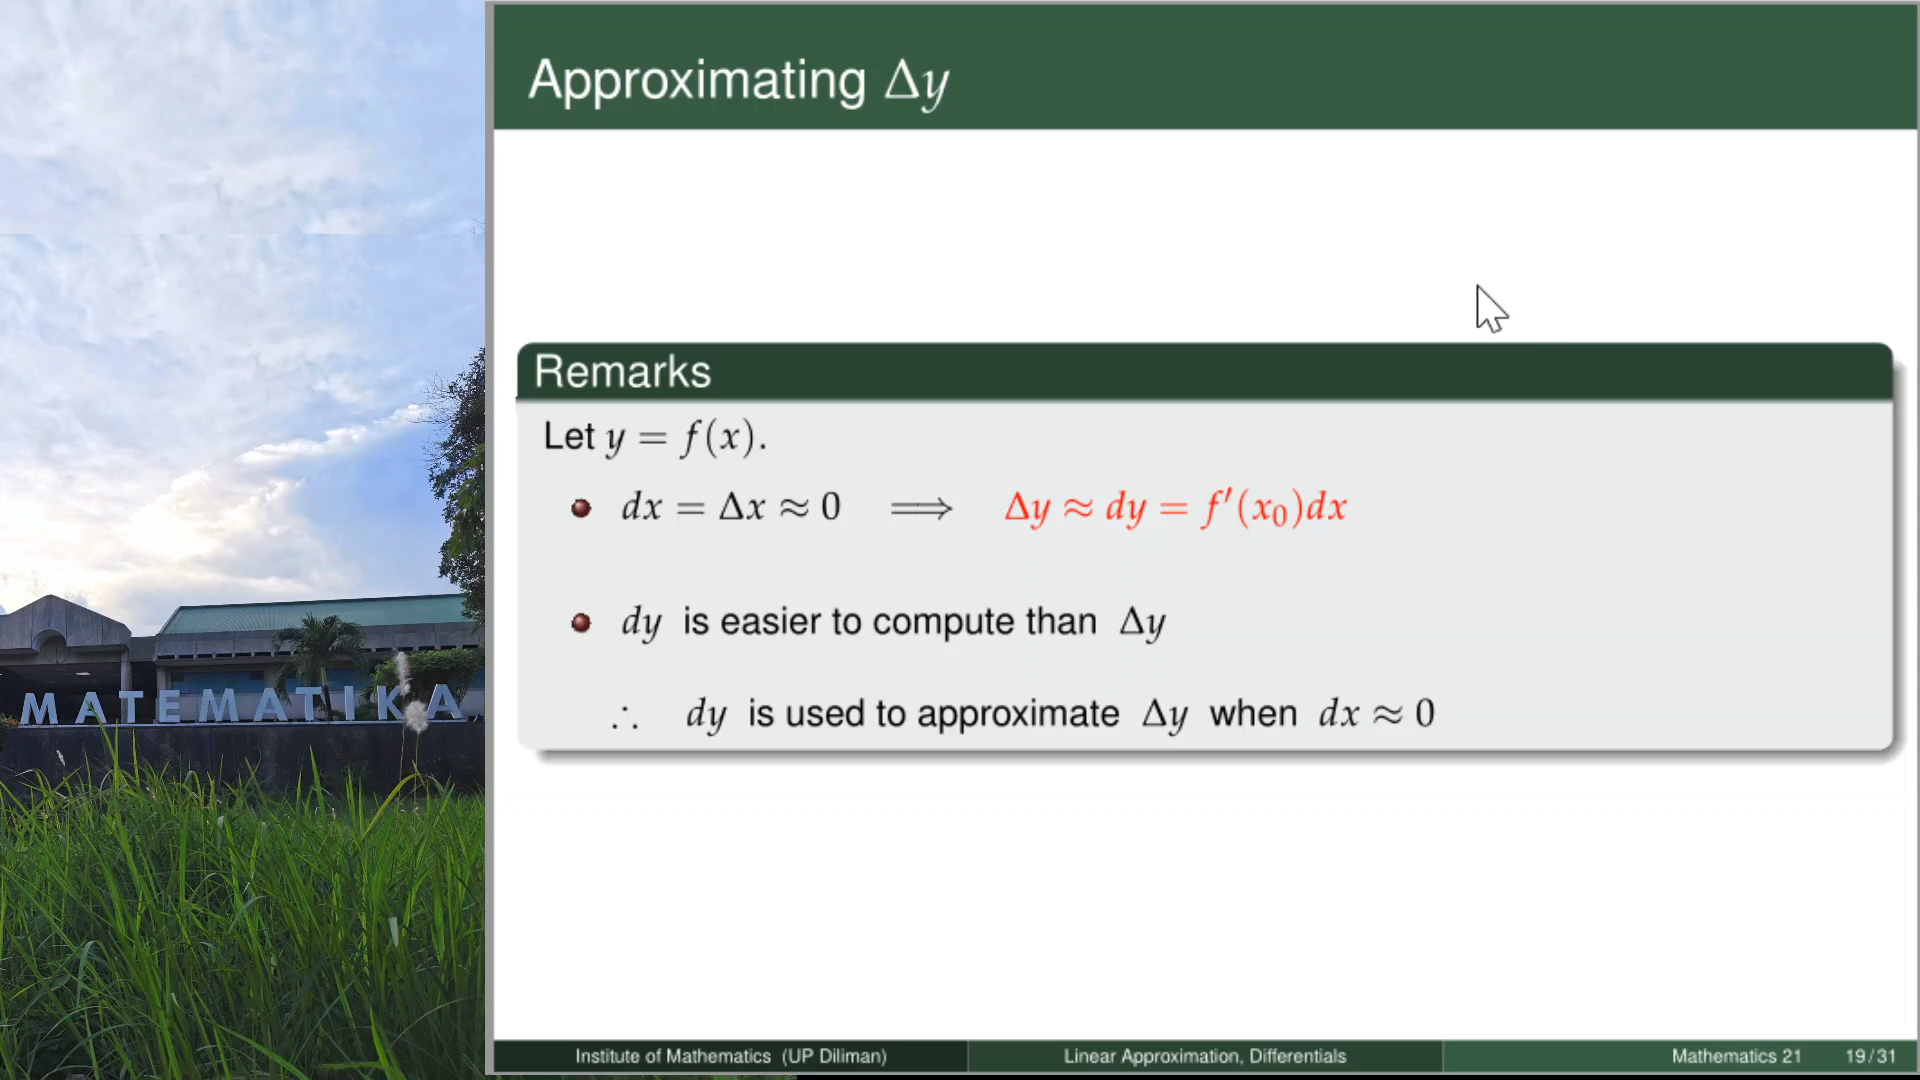 Approximating Δy
Remarks
Let y = f(x).
dx = Δx ≈ 0 ⟹ Δy ≈ dy = f′(x₀)dx
dy is easier to compute than Δy
∴ dy is used to approximate Δy when dx ≈ 0
MATEMATIKA
Institute of Mathematics (UP Diliman) Linear Approximation, Differentials Mathematics 21 19/31